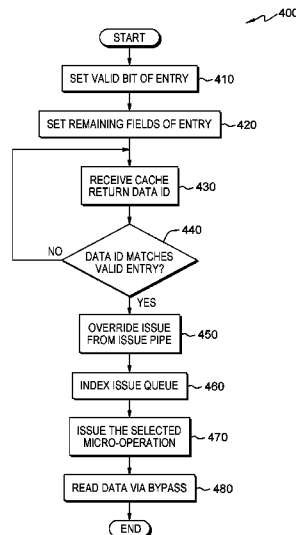 400
START
SET VALID BIT OF ENTRY
410
SET REMAINING FIELDS OF ENTRY
420
RECEIVE CACHE
RETURN DATA ID
430
440
NO
DATA ID MATCHES
VALID ENTRY?
YES
OVERRIDE ISSUE
FROM ISSUE PIPE
450
INDEX ISSUE QUEUE
460
ISSUE THE SELECTED
MICRO-OPERATION
470
READ DATA VIA BYPASS
480
END